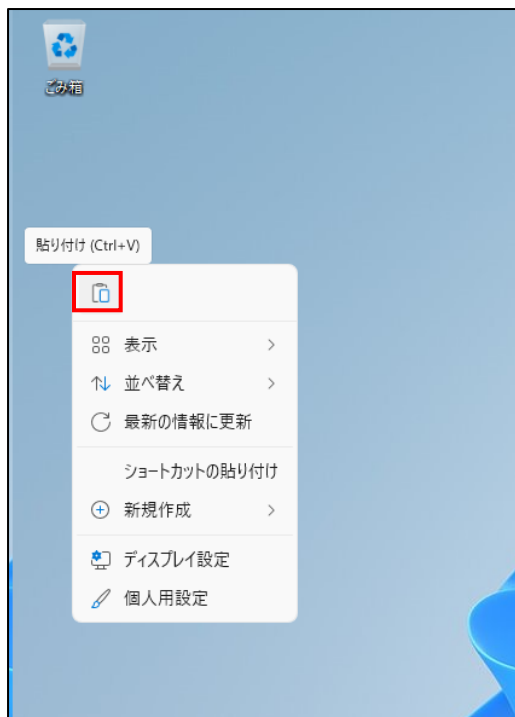 ごみ箱
貼り付け (Ctrl+V)
表示
並べ替え
最新の情報に更新
ショートカットの貼り付け
新規作成
ディスプレイ設定
個人用設定